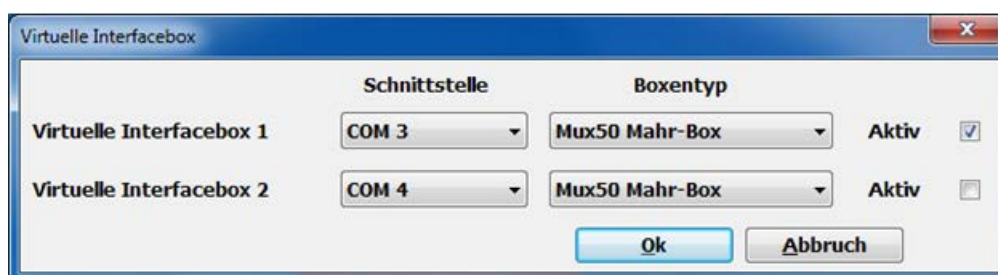 Virtuelle Interfacebox
Schnittstelle Boxentyp
Virtuelle Interfacebox 1 COM 3 Mux50 Mahr-Box Aktiv
Virtuelle Interfacebox 2 COM 4 Mux50 Mahr-Box Aktiv
Ok Abbruch